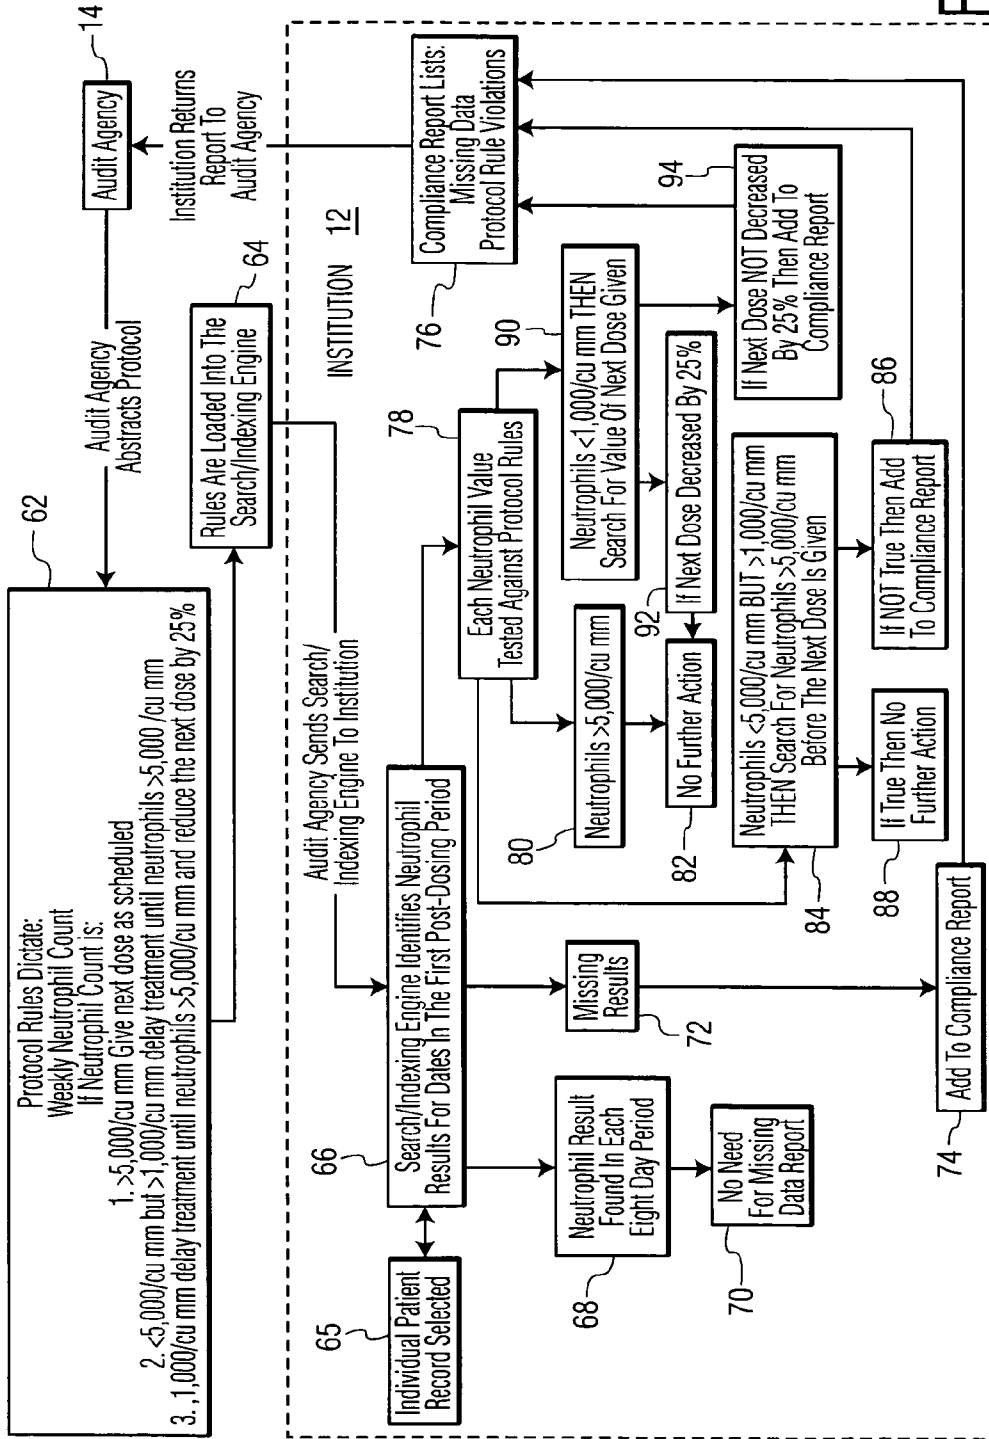 Protocol Rules Dictate:
Weekly Neutrophil Count
If Neutrophil Count is:
1. >5,000/cu mm Give next dose as scheduled
2. <5,000/cu mm but >1,000/cu mm delay treatment until neutrophils >5,000 /cu mm
3. ,1,000/cu mm delay treatment until neutrophils >5,000/cu mm and reduce the next dose by 25%
62
Audit Agency
Abstracts Protocol
Audit Agency
14
Rules Are Loaded Into The
Search/Indexing Engine
64
Institution Returns
Report To
Audit Agency
Audit Agency Sends Search/
Indexing Engine To Institution
INSTITUTION 12
65
Individual Patient
Record Selected
66
Search/Indexing Engine Identifies Neutrophil
Results For Dates In The First Post-Dosing Period
78
Each Neutrophil Value
Tested Against Protocol Rules
76
Compliance Report Lists:
Missing Data
Protocol Rule Violations
68
Neutrophil Result
Found In Each
Eight Day Period
72
Missing
Results
80
Neutrophils >5,000/cu mm
90
Neutrophils <1,000/cu mm THEN
Search For Value Of Next Dose Given
70
No Need
For Missing
Data Report
82
No Further Action
92
If Next Dose Decreased By 25%
94
If Next Dose NOT Decreased
By 25% Then Add To
Compliance Report
84
Neutrophils <5,000/cu mm BUT >1,000/cu mm
THEN Search For Neutrophils >5,000/cu mm
Before The Next Dose Is Given
88
If True Then No
Further Action
86
If NOT True Then Add
To Compliance Report
74
Add To Compliance Report